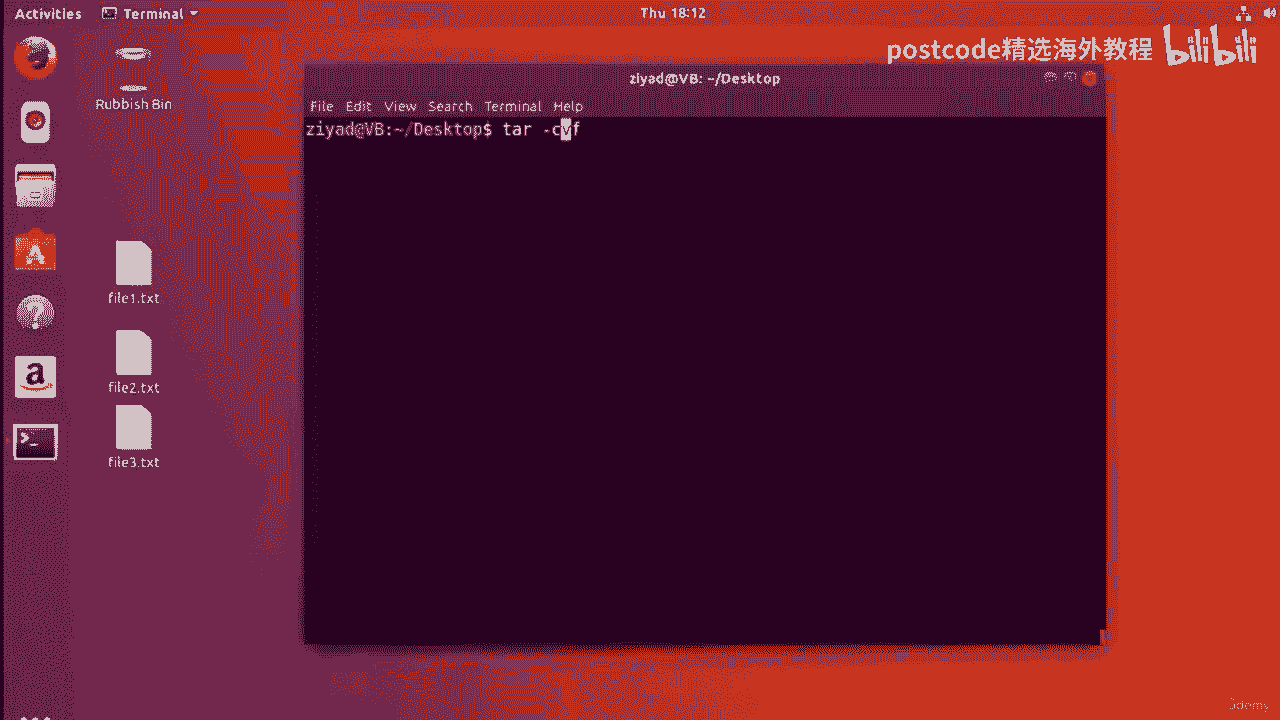 Activities
Terminal
Thu 18:12
postcode精选海外教程 bilibili
Rubbish Bin
ziyad@VB: ~/Desktop
File Edit View Search Terminal Help
ziyad@VB:~/Desktop$ tar -cvf
file1.txt
file2.txt
file3.txt
Udemy